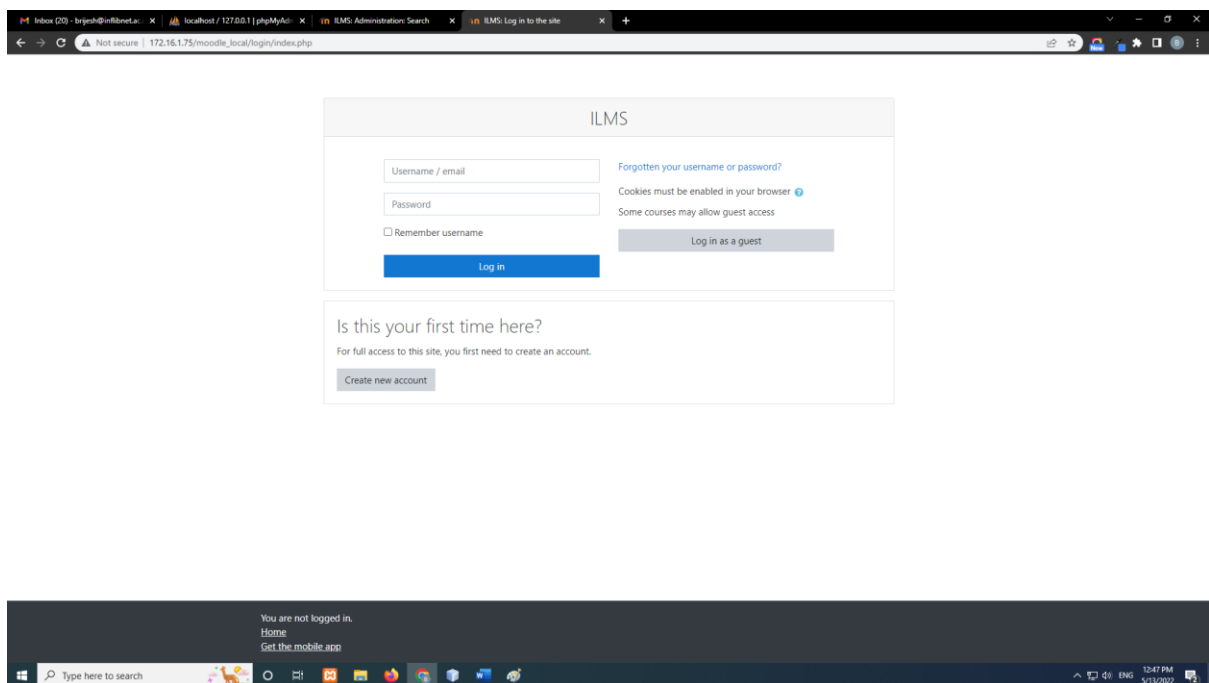 Inbox (20) - brijesh@inflibnet.ac.
localhost / 127.0.0.1 | phpMyAdm
ILMS: Administration: Search
ILMS: Log in to the site
Not secure | 172.16.1.75/moodle_local/login/index.php
New
B
ILMS
Username / email
Password
Remember username
Log in
Forgotten your username or password?
Cookies must be enabled in your browser
Some courses may allow guest access
Log in as a guest
Is this your first time here?
For full access to this site, you first need to create an account.
Create new account
You are not logged in.
Home
Get the mobile app
Type here to search
ENG
12:47 PM
5/13/2022